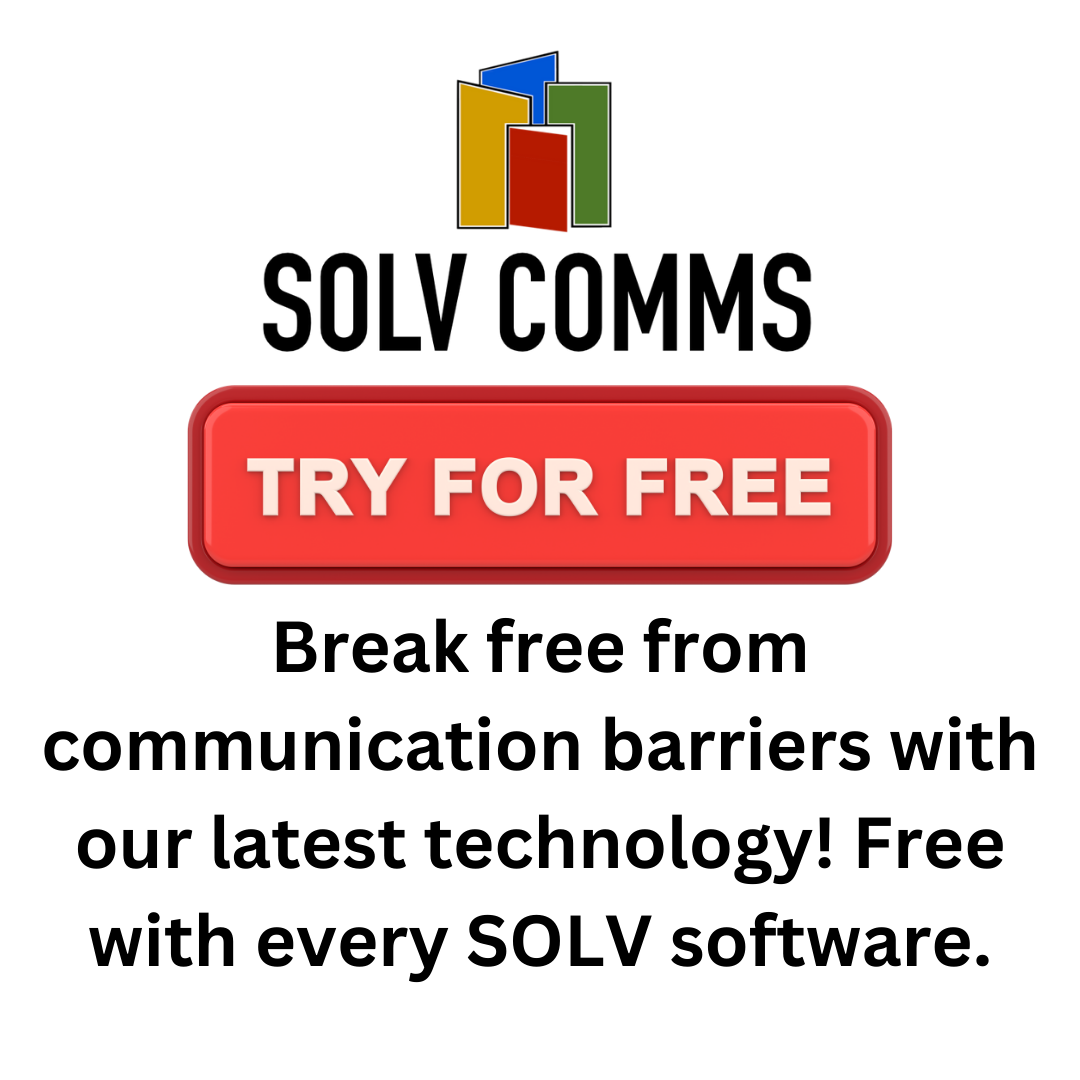 SOLV COMMS
TRY FOR FREE
Break free from
communication barriers with
our latest technology! Free
with every SOLV software.